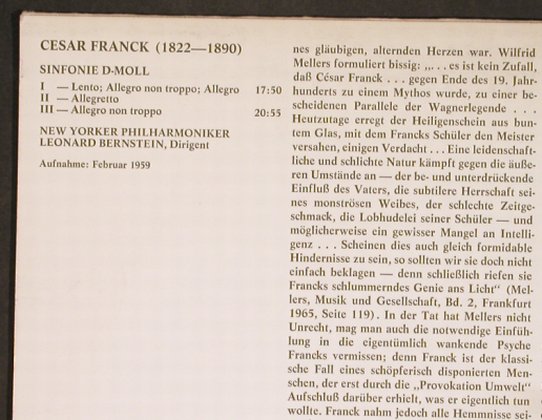 CESAR FRANCK (1822—1890)
SINFONIE D-MOLL
I — Lento; Allegro non troppo; Allegro 17:50
II — Allegretto
III — Allegro non troppo 20:55
NEW YORKER PHILHARMONIKER
LEONARD BERNSTEIN, Dirigent
Aufnahme: Februar 1959
nes gläubigen, alternden Herzen war. Wilfrid
Mellers formuliert bissig: „. . . es ist kein Zufall,
daß César Franck . . . gegen Ende des 19. Jahr-
hunderts zu einem Mythos wurde, zu einer be-
scheidenen Parallele der Wagnerlegende . . .
Heutzutage erregt der Heiligenschein aus bun-
tem Glas, mit dem Francks Schüler den Meister
versahen, einigen Verdacht . . . Eine leidenschaft-
liche und schlichte Natur kämpft gegen die äuße-
ren Umstände an — der be- und unterdrückende
Einfluß des Vaters, die subtilere Herrschaft sei-
nes monströsen Weibes, der schlechte Zeitge-
schmack, die Lobhudelei seiner Schüler — und
möglicherweise ein gewisser Mangel an Intelli-
genz . . . Scheinen dies auch gleich formidable
Hindernisse zu sein, so sollten wir sie doch nicht
einfach beklagen — denn schließlich riefen sie
Francks schlummerndes Genie ans Licht“ (Mel-
lers, Musik und Gesellschaft, Bd. 2, Frankfurt
1965, Seite 119). In der Tat hat Mellers nicht
Unrecht, mag man auch die notwendige Einfüh-
lung in die eigentümlich wankende Psyche
Francks vermissen; denn Franck ist der klassi-
sche Fall eines schöpferisch disponierten Men-
schen, der erst durch die „Provokation Umwelt“
Aufschluß darüber erhielt, was er eigentlich tun
wollte. Franck nahm jedoch alle Hemmnisse sei-